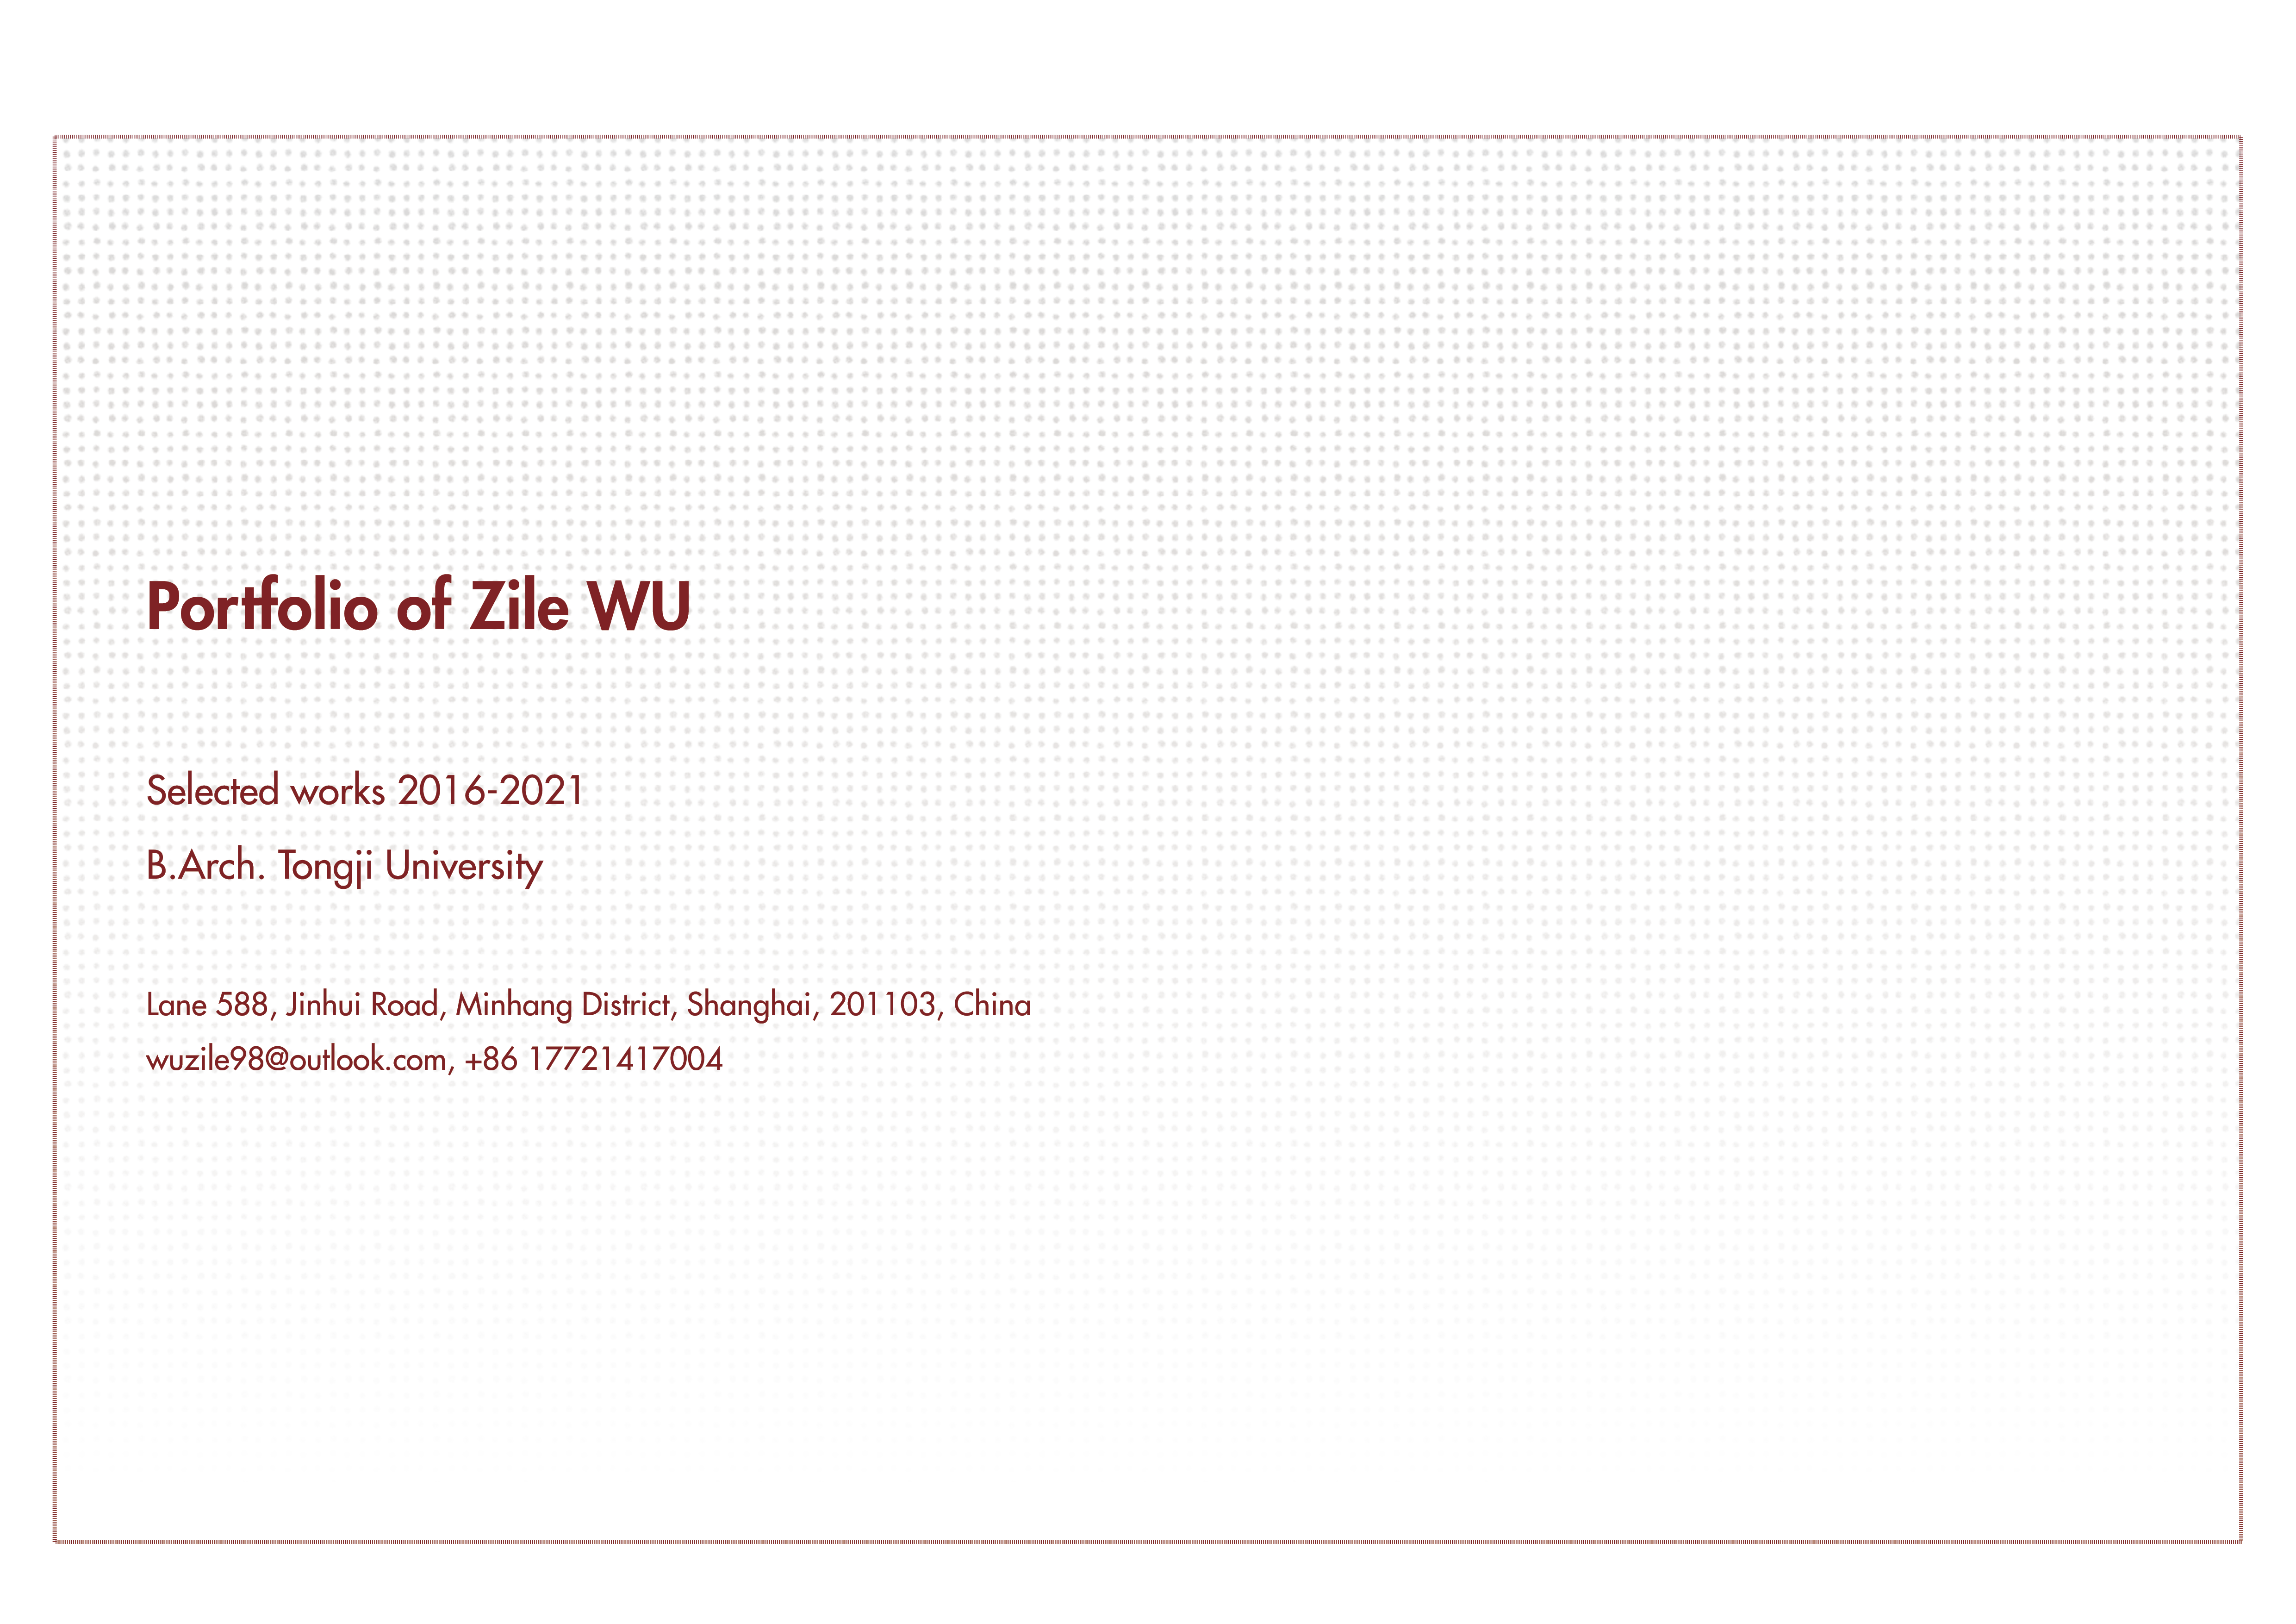 Portfolio of Zile WU
Selected works 2016-2021
B.Arch. Tongji University
Lane 588, Jinhui Road, Minhang District, Shanghai, 201103, China
wuzile98@outlook.com, +86 17721417004